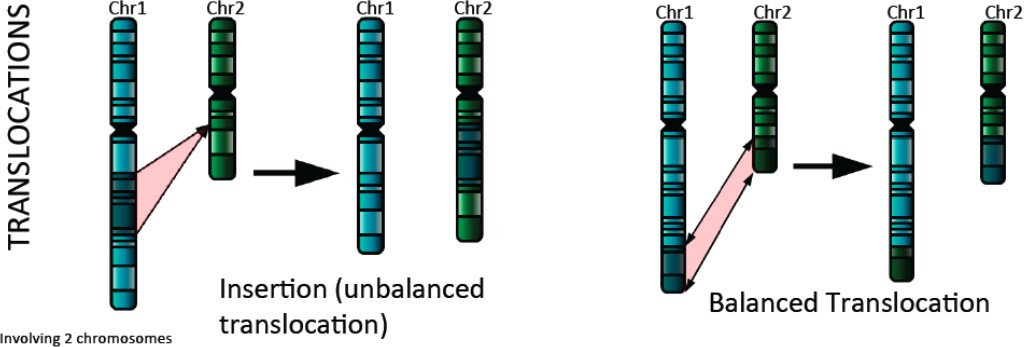 TRANSLOCATIONS
Chr1
Chr2
Chr1
Chr2
Chr1
Chr2
Chr1
Chr2
Insertion (unbalanced
translocation)
Balanced Translocation
Involving 2 chromosomes